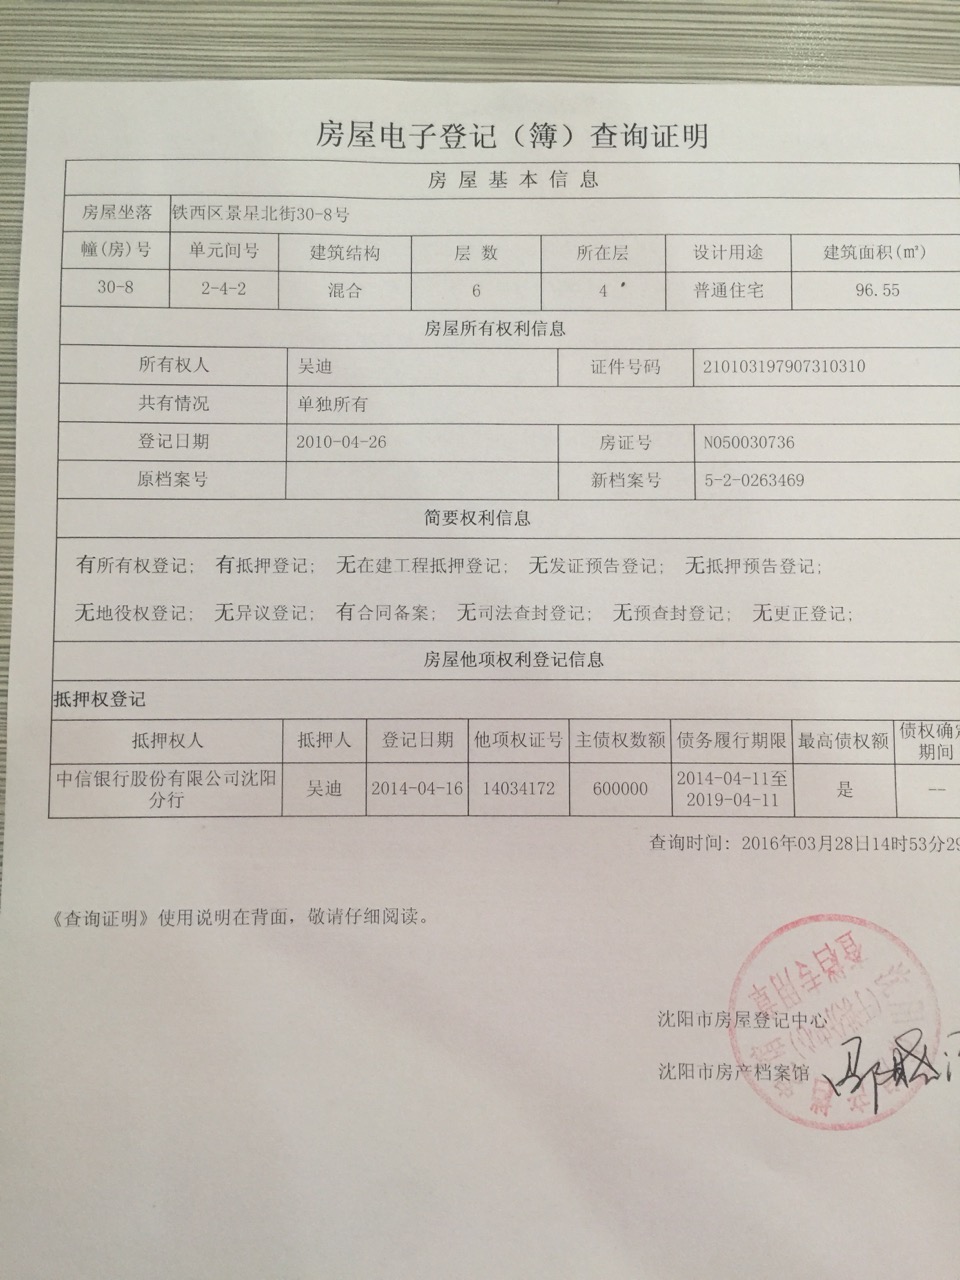 房屋电子登记（簿）查询证明
房屋基本信息
房屋坐落 铁西区景星北街30-8号
幢(房)号 单元间号 建筑结构 层数 所在层 设计用途 建筑面积(㎡)
30-8 2-4-2 混合 6 4 普通住宅 96.55
房屋所有权利信息
所有权人 吴迪 证件号码 210103197907310310
共有情况 单独所有
登记日期 2010-04-26 房证号 N050030736
原档案号 新档案号 5-2-0263469
简要权利信息
有所有权登记; 有抵押登记; 无在建工程抵押登记; 无发证预告登记; 无抵押预告登记;
无地役权登记; 无异议登记; 有合同备案; 无司法查封登记; 无预查封登记; 无更正登记;
房屋他项权利登记信息
抵押权登记
抵押权人 抵押人 登记日期 他项权证号 主债权数额 债务履行期限 最高债权额 债权确定
期间
中信银行股份有限公司沈阳
分行 吴迪 2014-04-16 14034172 600000 2014-04-11至
2019-04-11 是 --
查询时间: 2016年03月28日14时53分29
《查询证明》使用说明在背面，敬请仔细阅读。
沈阳市房屋登记中心
沈阳市房产档案馆
查档专用章